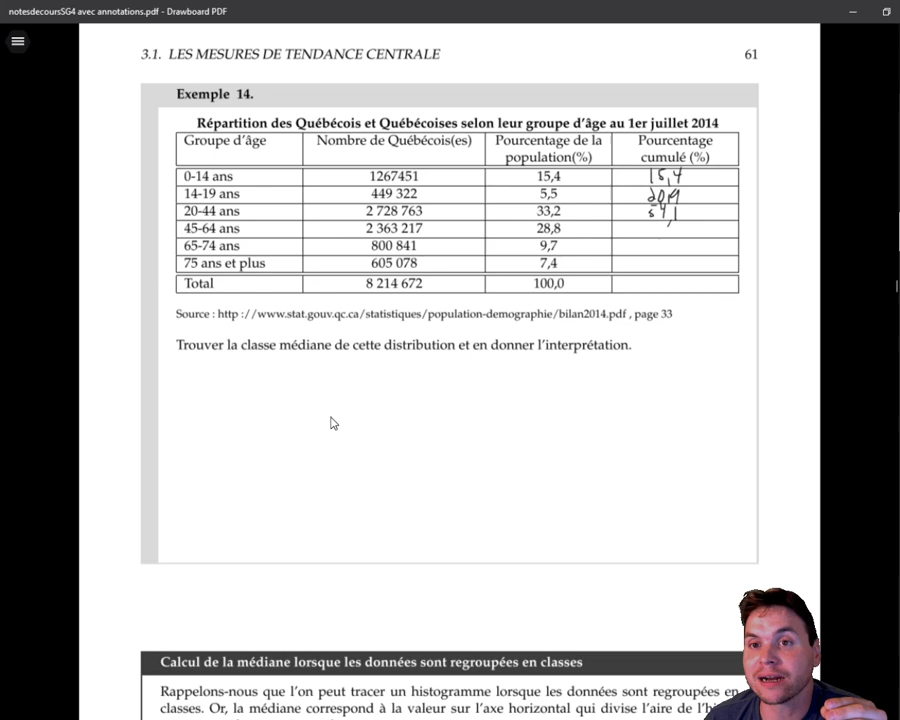 notesdecoursSG4 avec annotations.pdf - Drawboard PDF
3.1. LES MESURES DE TENDANCE CENTRALE 61
Exemple 14.
Répartition des Québécois et Québécoises selon leur groupe d'âge au 1er juillet 2014
Groupe d'âge Nombre de Québécois(es) Pourcentage de la population(%) Pourcentage cumulé (%)
0-14 ans 1267451 15,4 15,4
14-19 ans 449 322 5,5 20,9
20-44 ans 2 728 763 33,2 54,1
45-64 ans 2 363 217 28,8
65-74 ans 800 841 9,7
75 ans et plus 605 078 7,4
Total 8 214 672 100,0
Source : http ://www.stat.gouv.qc.ca/statistiques/population-demographie/bilan2014.pdf , page 33
Trouver la classe médiane de cette distribution et en donner l'interprétation.
Calcul de la médiane lorsque les données sont regroupées en classes
Rappelons-nous que l'on peut tracer un histogramme lorsque les données sont regroupées en
classes. Or, la médiane correspond à la valeur sur l'axe horizontal qui divise l'aire de